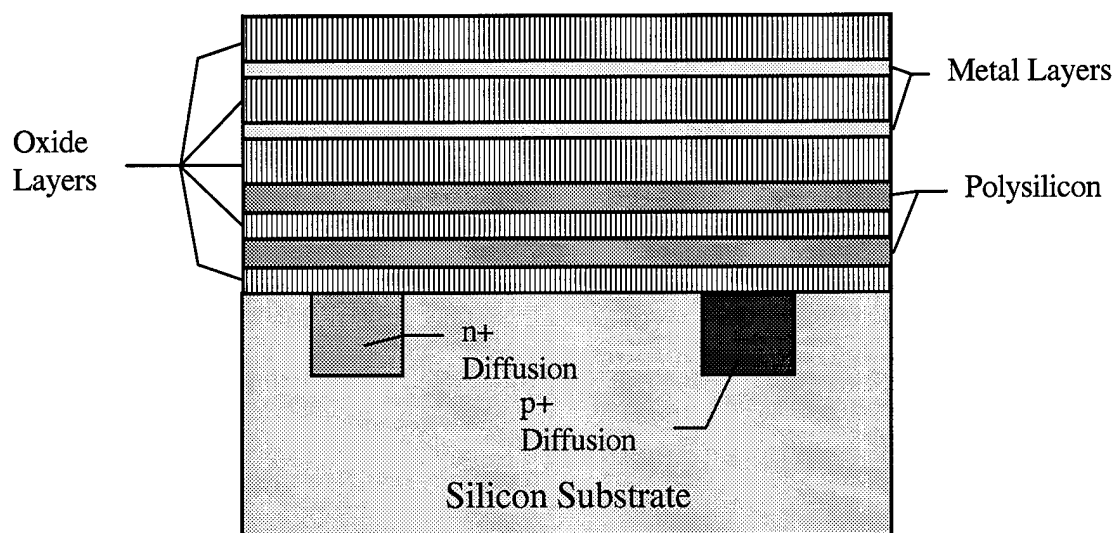 Metal Layers
Oxide
Layers
Polysilicon
n+
Diffusion
p+
Diffusion
Silicon Substrate